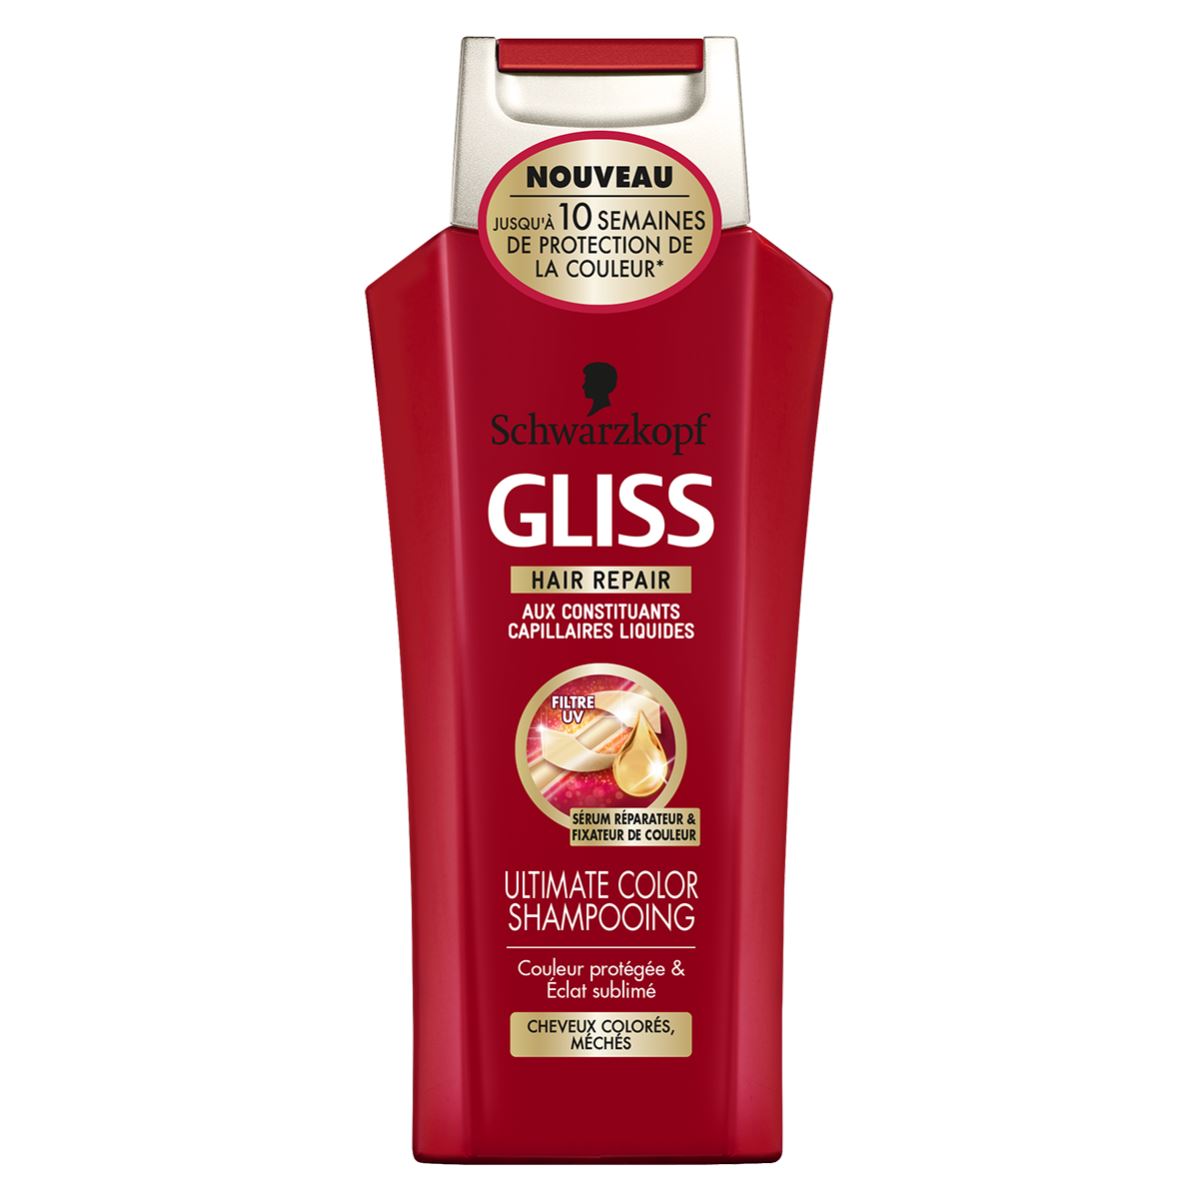 NOUVEAU
JUSQU'À 10 SEMAINES
DE PROTECTION DE
LA COULEUR*
Schwarzkopf
GLISS
HAIR REPAIR
AUX CONSTITUANTS
CAPILLAIRES LIQUIDES
FILTRE
UV
SÉRUM RÉPARATEUR &
FIXATEUR DE COULEUR
ULTIMATE COLOR
SHAMPOOING
Couleur protégée &
Éclat sublimé
CHEVEUX COLORÉS,
MÉCHÉS